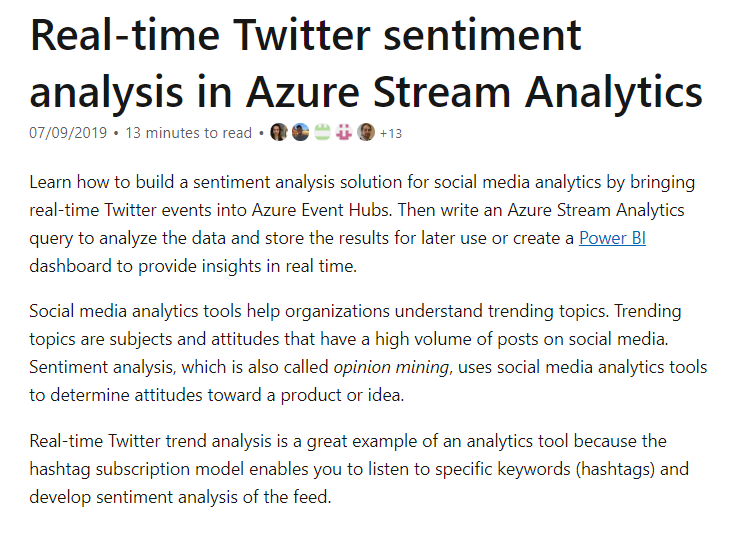 Real-time Twitter sentiment
analysis in Azure Stream Analytics
07/09/2019 • 13 minutes to read • +13
Learn how to build a sentiment analysis solution for social media analytics by bringing
real-time Twitter events into Azure Event Hubs. Then write an Azure Stream Analytics
query to analyze the data and store the results for later use or create a Power BI
dashboard to provide insights in real time.
Social media analytics tools help organizations understand trending topics. Trending
topics are subjects and attitudes that have a high volume of posts on social media.
Sentiment analysis, which is also called opinion mining, uses social media analytics tools
to determine attitudes toward a product or idea.
Real-time Twitter trend analysis is a great example of an analytics tool because the
hashtag subscription model enables you to listen to specific keywords (hashtags) and
develop sentiment analysis of the feed.